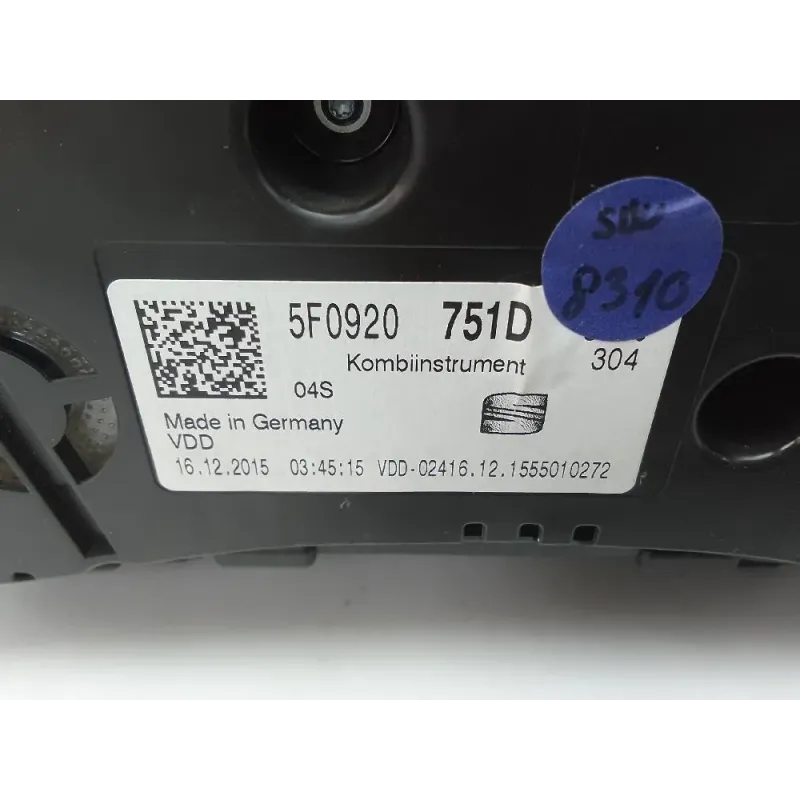 8310
5F0920 751D
Kombiinstrument 304
04S
Made in Germany
VDD
16.12.2015 03:45:15 VDD-02416.12.1555010272